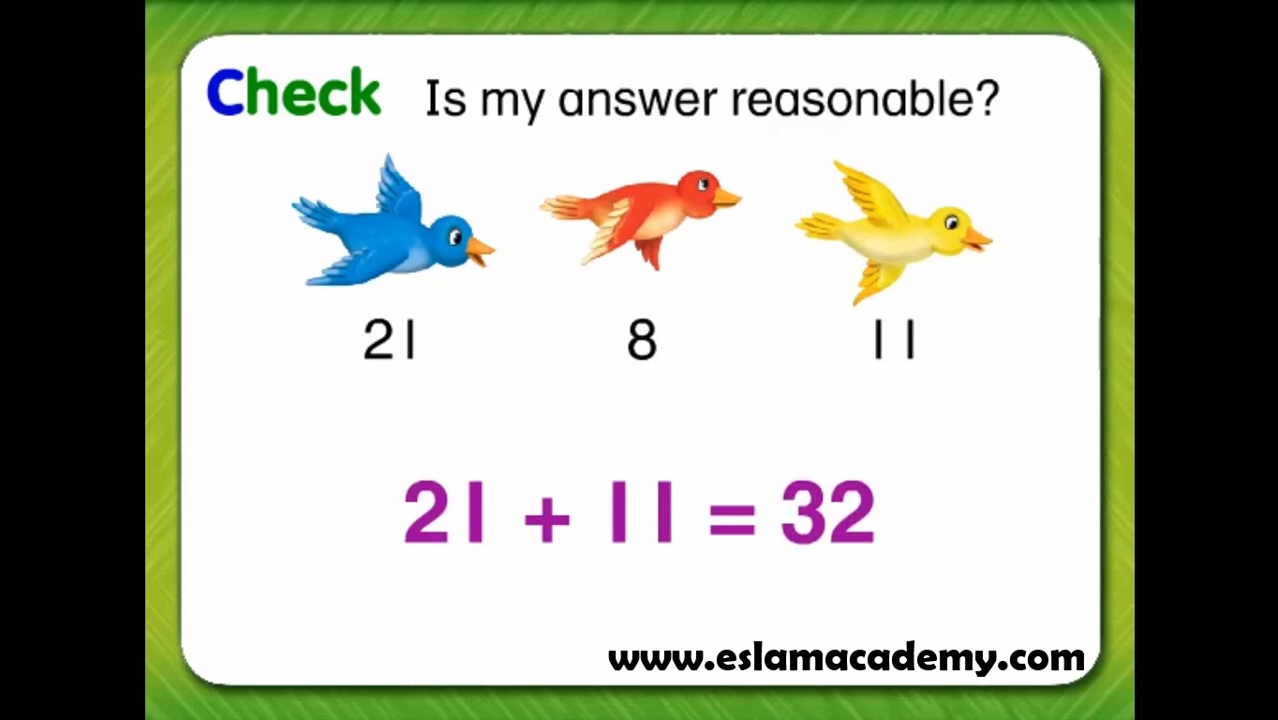 Check Is my answer reasonable?
21 8 11
21 + 11 = 32
www.eslamacademy.com